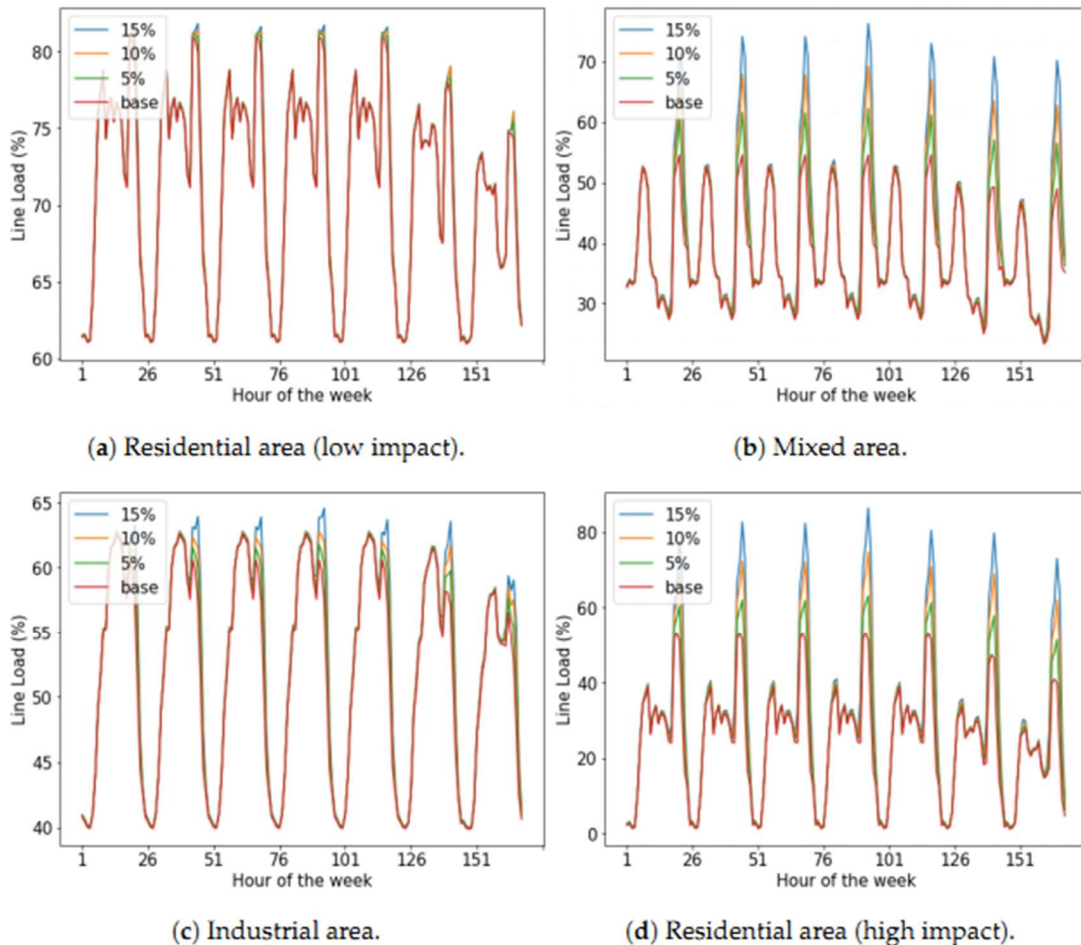 15%
10%
5%
base
80
75
70
65
60
Line Load (%)
1 26 51 76 101 126 151
Hour of the week
(a) Residential area (low impact).
15%
10%
5%
base
70
60
50
40
30
Line Load (%)
1 26 51 76 101 126 151
Hour of the week
(b) Mixed area.
15%
10%
5%
base
65
60
55
50
45
40
Line Load (%)
1 26 51 76 101 126 151
Hour of the week
(c) Industrial area.
15%
10%
5%
base
80
60
40
20
0
Line Load (%)
1 26 51 76 101 126 151
Hour of the week
(d) Residential area (high impact).